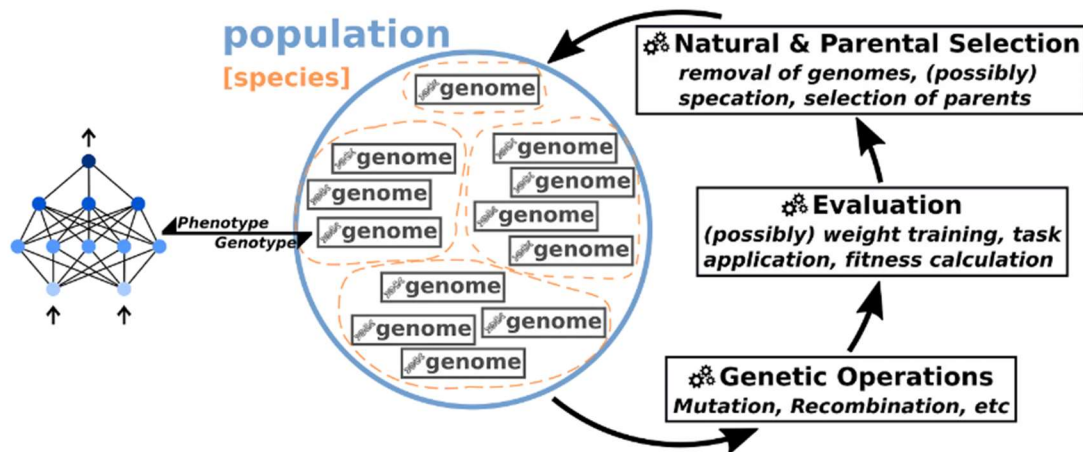 population
[species]
genome
genome
genome
genome
genome
genome
genome
genome
genome
genome
genome
genome
Phenotype
Genotype
Natural & Parental Selection
removal of genomes, (possibly)
specation, selection of parents
Evaluation
(possibly) weight training, task
application, fitness calculation
Genetic Operations
Mutation, Recombination, etc